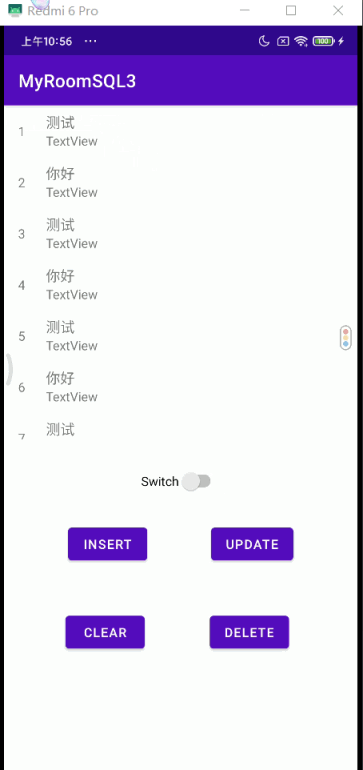 Redmi 6 Pro
上午10:56 ···
100
MyRoomSQL3
1
测试
TextView
2
你好
TextView
3
测试
TextView
4
你好
TextView
5
测试
TextView
6
你好
TextView
7
测试
Switch
INSERT
UPDATE
CLEAR
DELETE